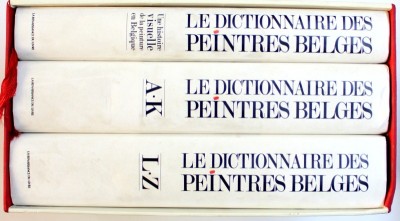 Une histoire
visuelle
de la peinture
en Belgique
LE DICTIONNAIRE DES
PEINTRES BELGES
A-K
LE DICTIONNAIRE DES
PEINTRES BELGES
L-Z
LE DICTIONNAIRE DES
PEINTRES BELGES